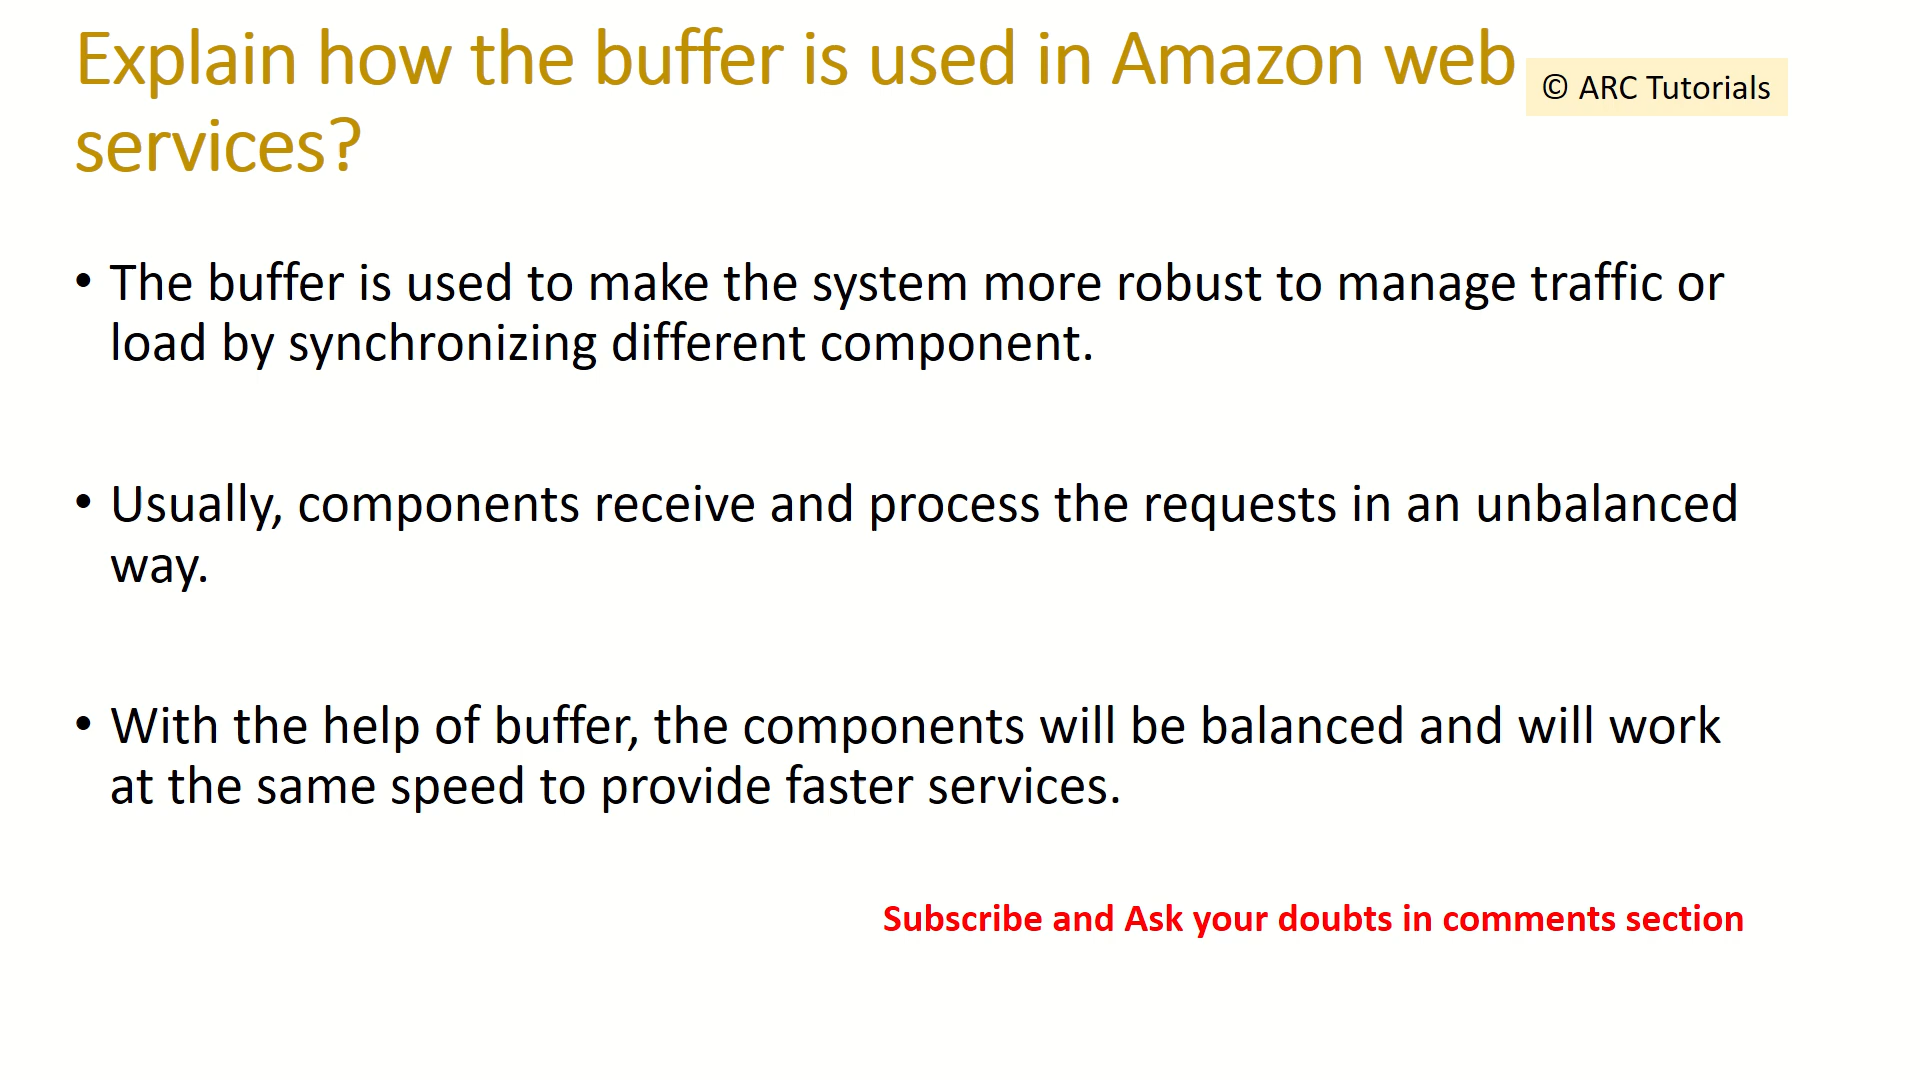 Explain how the buffer is used in Amazon web
services?
© ARC Tutorials
• The buffer is used to make the system more robust to manage traffic or
load by synchronizing different component.
• Usually, components receive and process the requests in an unbalanced
way.
• With the help of buffer, the components will be balanced and will work
at the same speed to provide faster services.
Subscribe and Ask your doubts in comments section